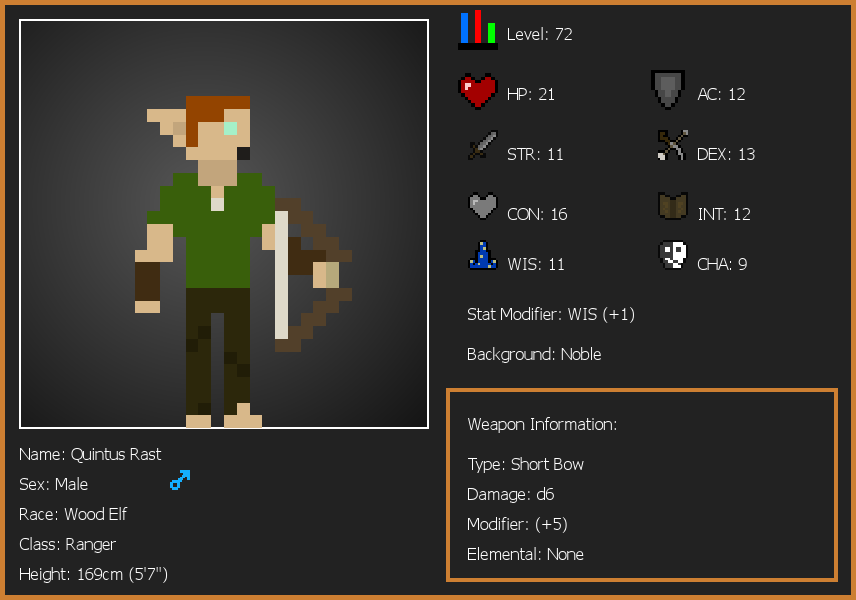 Level: 72
HP: 21
AC: 12
STR: 11
DEX: 13
CON: 16
INT: 12
WIS: 11
CHA: 9
Stat Modifier: WIS (+1)
Background: Noble
Weapon Information:
Type: Short Bow
Damage: d6
Modifier: (+5)
Elemental: None
Name: Quintus Rast
Sex: Male
Race: Wood Elf
Class: Ranger
Height: 169cm (5'7")